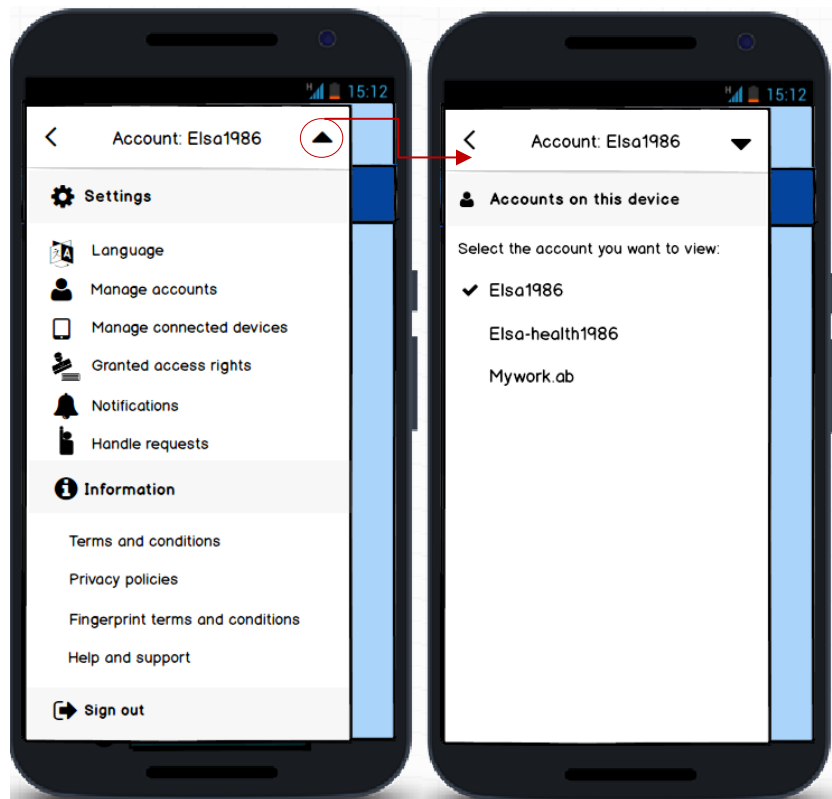 H 15:12
Account: Elsa1986
Settings
Language
Manage accounts
Manage connected devices
Granted access rights
Notifications
Handle requests
Information
Terms and conditions
Privacy policies
Fingerprint terms and conditions
Help and support
Sign out
H 15:12
Account: Elsa1986
Accounts on this device
Select the account you want to view:
Elsa1986
Elsa-health1986
Mywork.ab